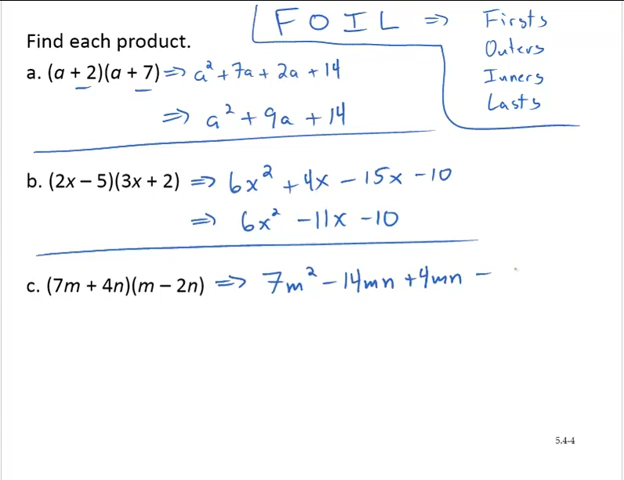 FOIL ⇒ Firsts
Outers
Inners
Lasts
Find each product.
a. (a + 2)(a + 7) ⇒ a² + 7a + 2a + 14
⇒ a² + 9a + 14
b. (2x – 5)(3x + 2) ⇒ 6x² + 4x – 15x – 10
⇒ 6x² – 11x – 10
c. (7m + 4n)(m – 2n) ⇒ 7m² – 14mn + 4mn –
5.4-4